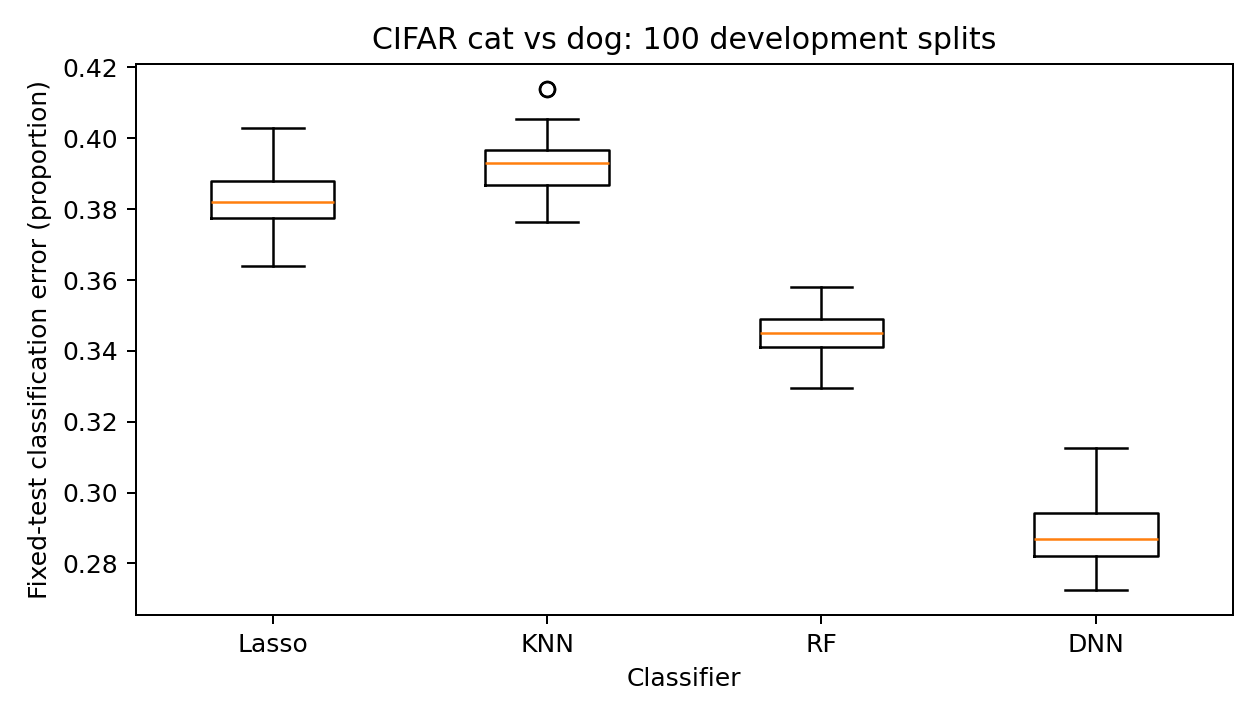 CIFAR cat vs dog: 100 development splits
Fixed-test classification error (proportion)
0.42
0.40
0.38
0.36
0.34
0.32
0.30
0.28
Lasso KNN RF DNN
Classifier